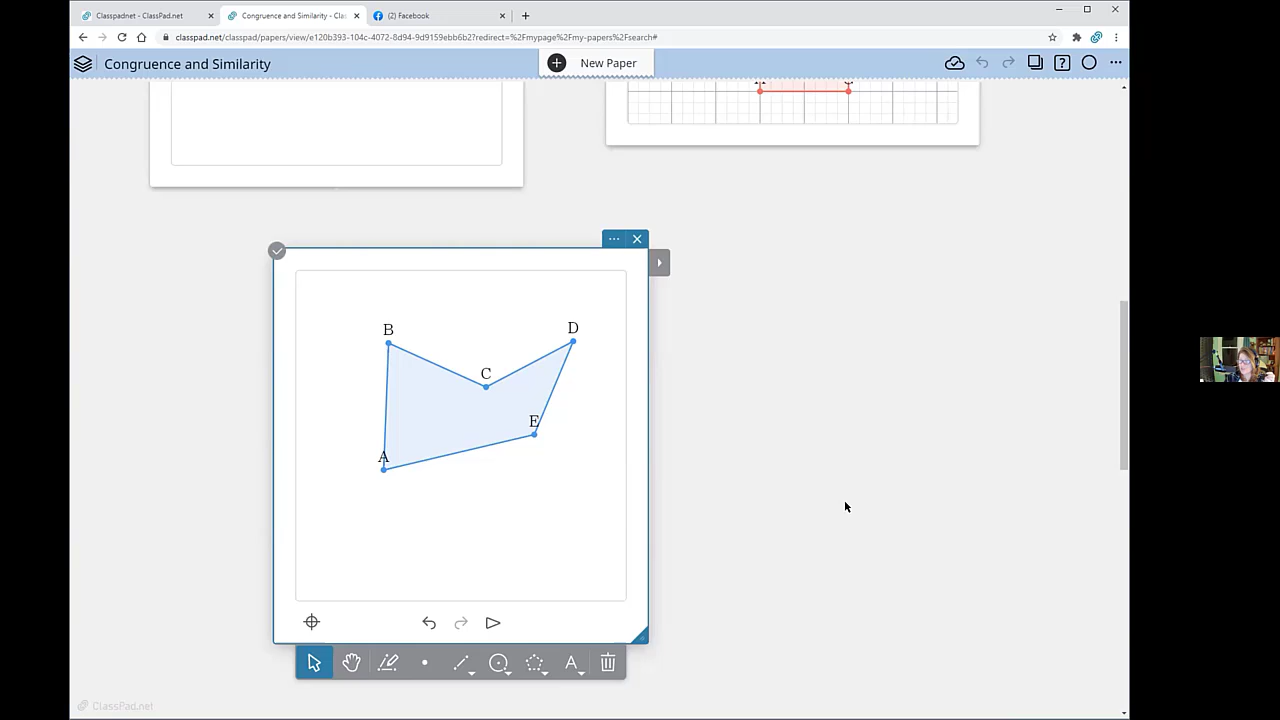 Classpadnet - ClassPad.net
Congruence and Similarity - Clas
(2) Facebook
classpad.net/classpad/papers/view/e120b393-104c-4072-8d94-9d9159ebb6b2?redirect=%2Fmypage%2Fmy-papers%2Fsearch#
Congruence and Similarity
New Paper
B
D
C
E
A
A
ClassPad.net